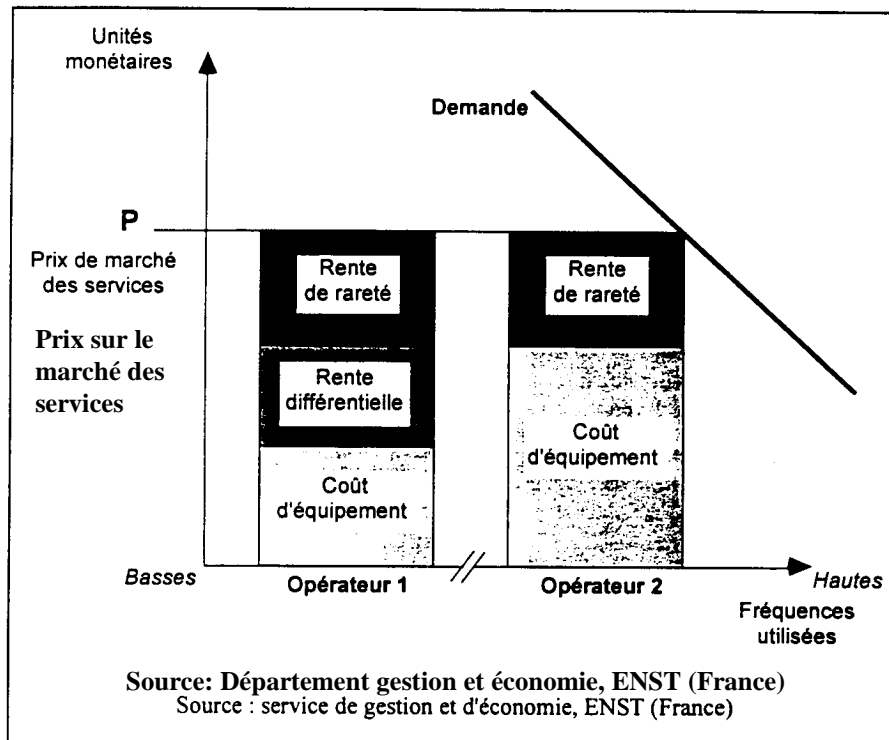 Unités
monétaires
Demande
P
Prix de marché
des services
Prix sur le
marché des
services
Rente
de rareté
Rente
différentielle
Coût
d'équipement
Rente
de rareté
Coût
d'équipement
Basses
Opérateur 1
Opérateur 2
Hautes
Fréquences
utilisées
Source: Département gestion et économie, ENST (France)
Source : service de gestion et d'économie, ENST (France)